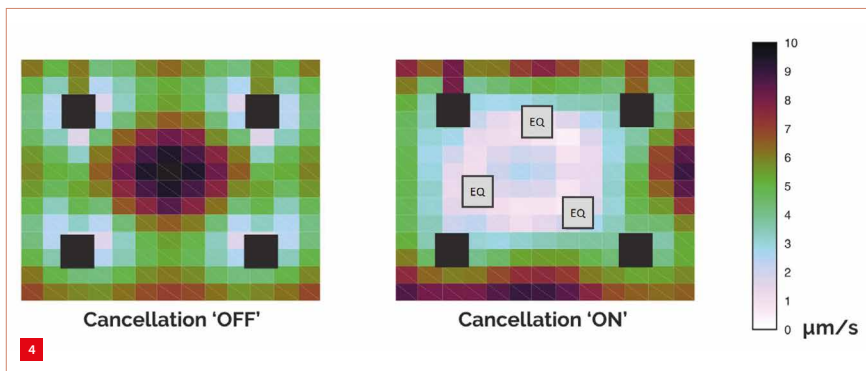 EQ
EQ
EQ
Cancellation ‘OFF’
Cancellation ‘ON’
10
9
8
7
6
5
4
3
2
1
0
µm/s
4